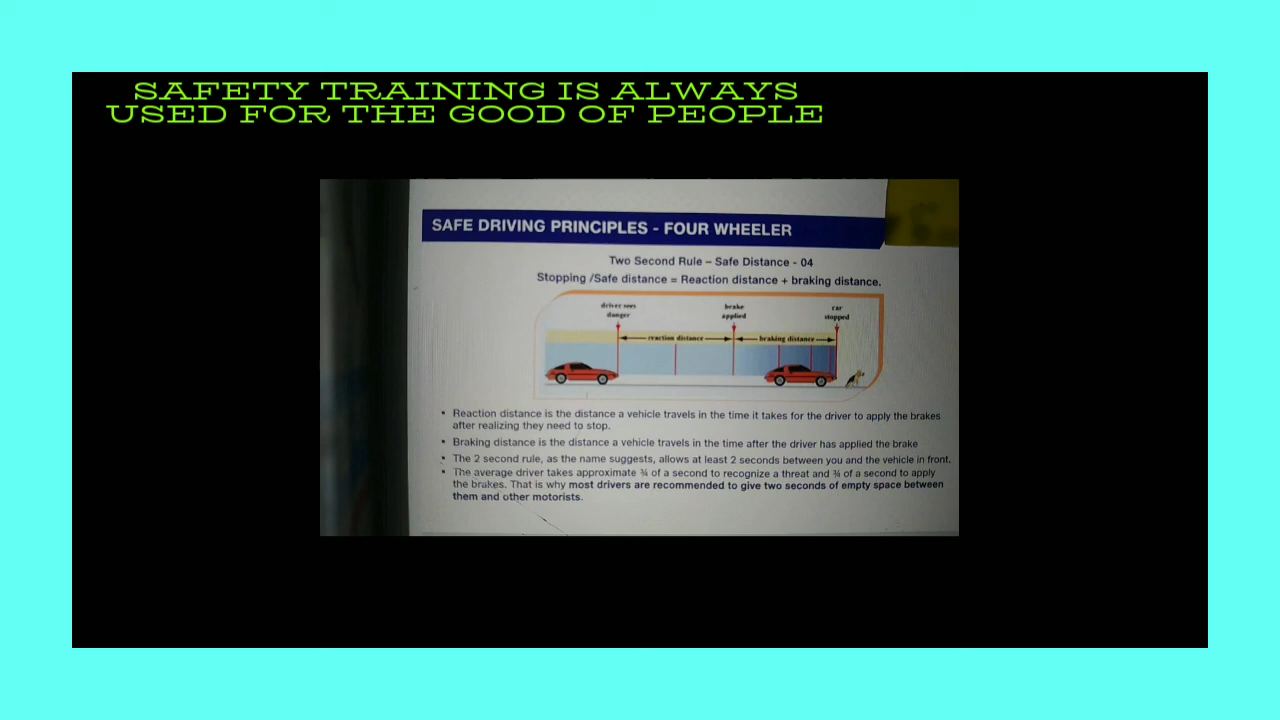 SAFETY TRAINING IS ALWAYS
USED FOR THE GOOD OF PEOPLE
SAFE DRIVING PRINCIPLES - FOUR WHEELER
Two Second Rule – Safe Distance - 04
Stopping /Safe distance = Reaction distance + braking distance.
driver sees
danger
brake
applied
car
stopped
reaction distance
braking distance
• Reaction distance is the distance a vehicle travels in the time it takes for the driver to apply the brakes
after realizing they need to stop.
• Braking distance is the distance a vehicle travels in the time after the driver has applied the brake
• The 2 second rule, as the name suggests, allows at least 2 seconds between you and the vehicle in front.
• The average driver takes approximate ¾ of a second to recognize a threat and ¾ of a second to apply
the brakes. That is why most drivers are recommended to give two seconds of empty space between
them and other motorists.